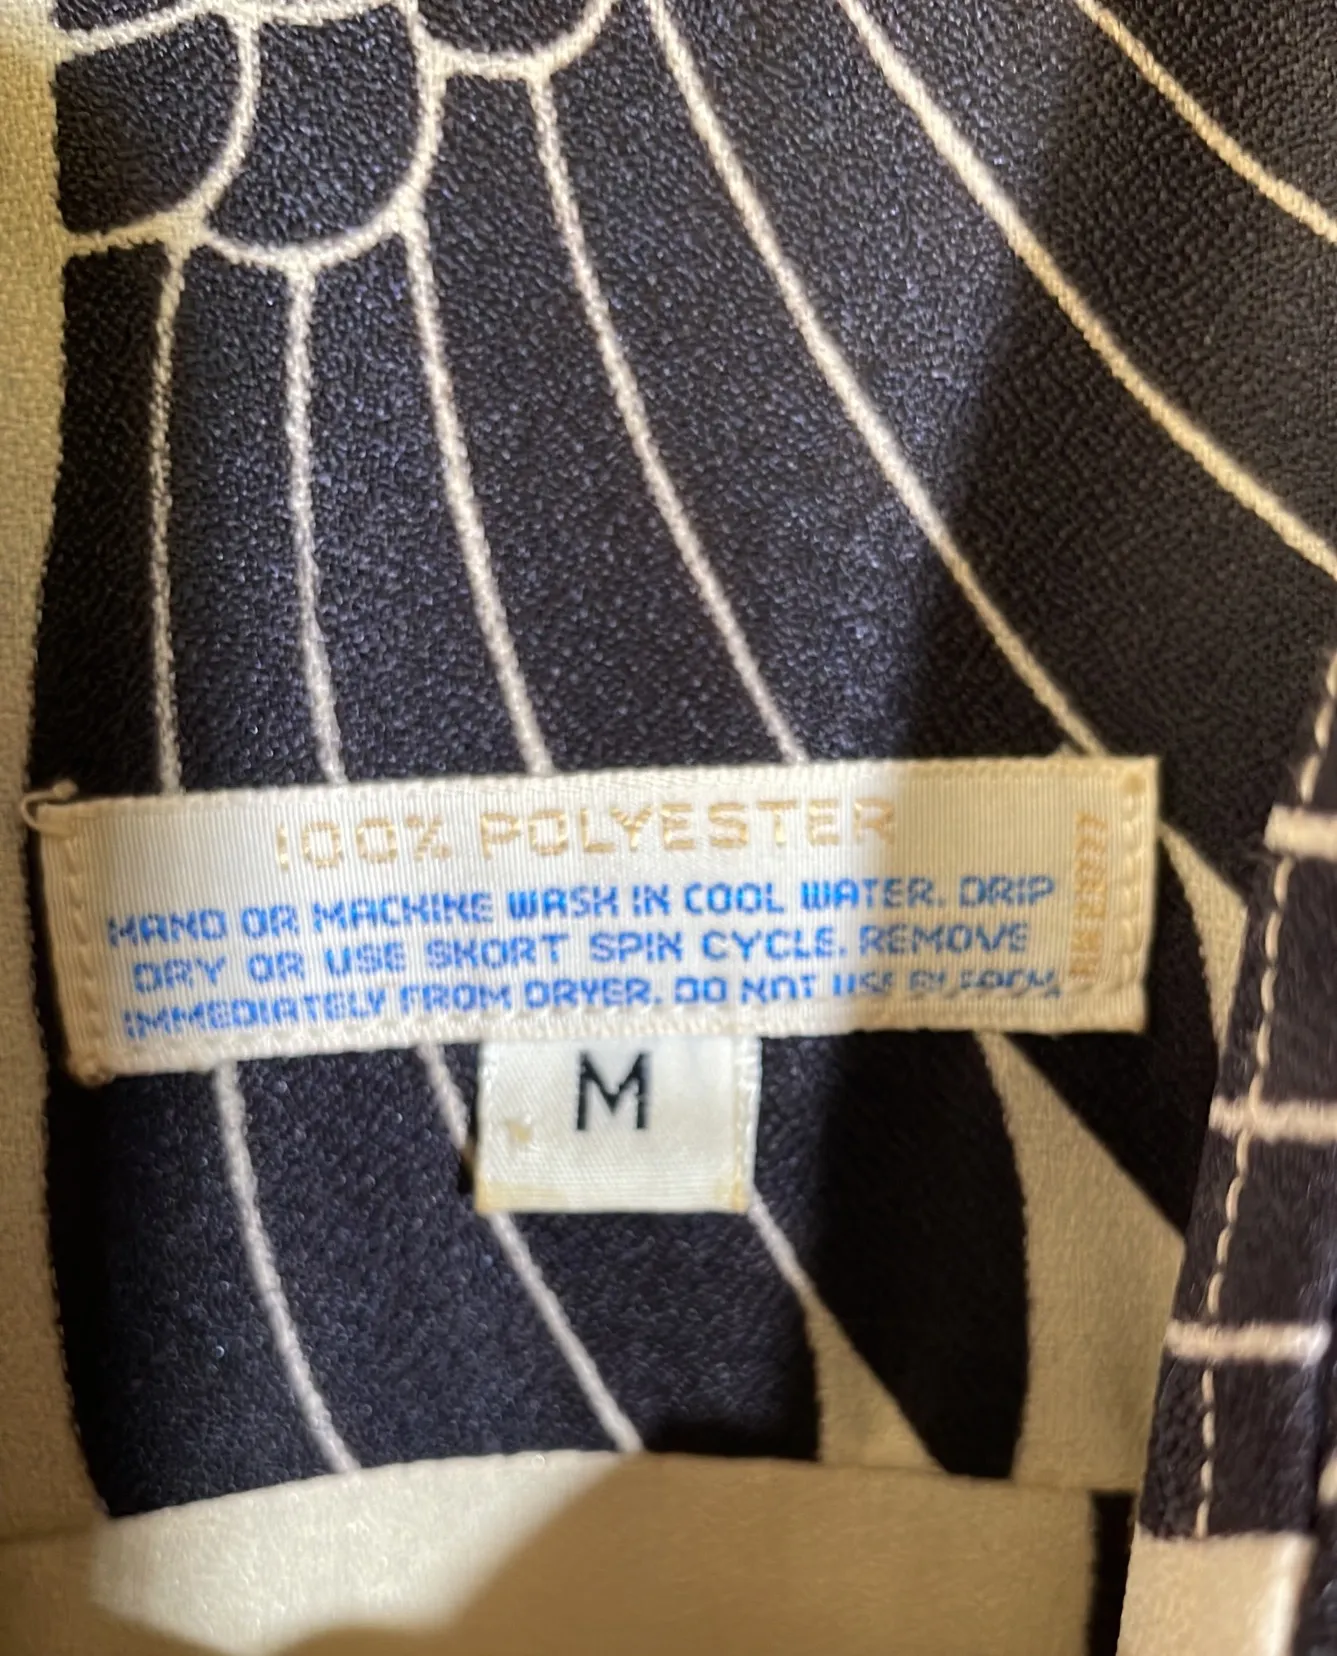 100% POLYESTER
HAND OR MACHINE WASH IN COOL WATER. DRIP
DRY OR USE SHORT SPIN CYCLE. REMOVE
IMMEDIATELY FROM DRYER. DO NOT USE BLEACH.
M